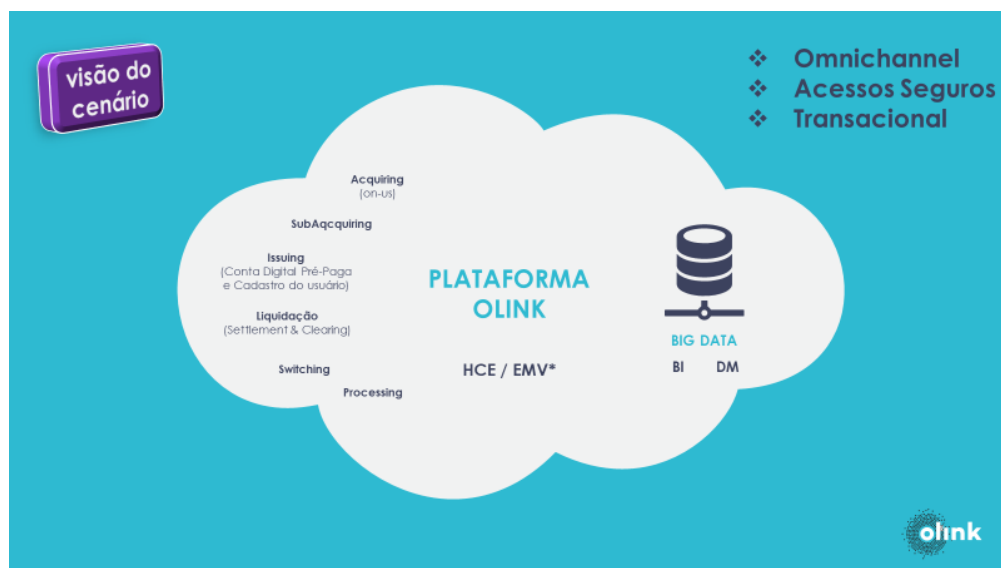 visão do
cenário
❖ Omnichannel
❖ Acessos Seguros
❖ Transacional
Acquiring
(on-us)
SubAqcquiring
Issuing
(Conta Digital Pré-Paga
e Cadastro do usuário)
Liquidação
(Settlement & Clearing)
Switching
Processing
PLATAFORMA
OLINK
HCE / EMV*
BIG DATA
BI DM
olınk